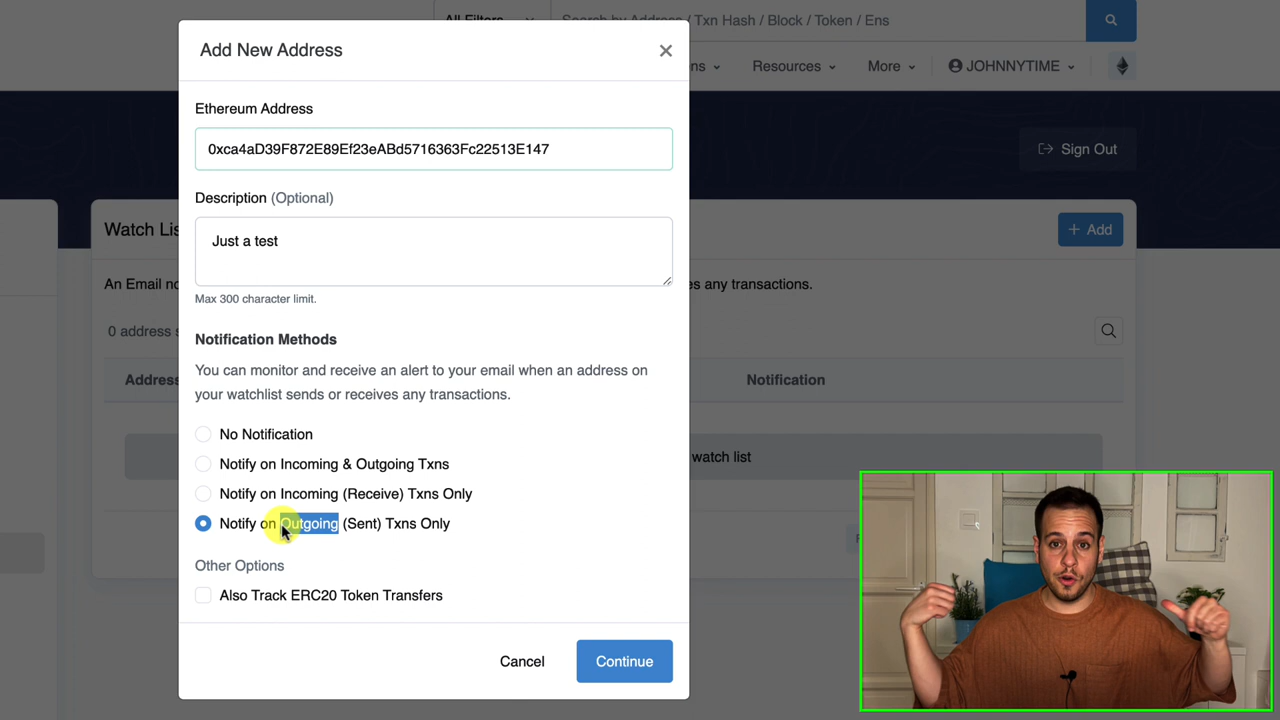 All Filters
Search by Address / Txn Hash / Block / Token / Ens
Resources
More
JOHNNYTIME
Sign Out
Add New Address
Ethereum Address
0xca4aD39F872E89Ef23eABd5716363Fc22513E147
Description (Optional)
Just a test
Max 300 character limit.
Notification Methods
You can monitor and receive an alert to your email when an address on
your watchlist sends or receives any transactions.
No Notification
Notify on Incoming & Outgoing Txns
Notify on Incoming (Receive) Txns Only
Notify on Outgoing (Sent) Txns Only
Other Options
Also Track ERC20 Token Transfers
Cancel
Continue
Watch
+ Add
An Email
any transactions.
0 address
Notification
watch list